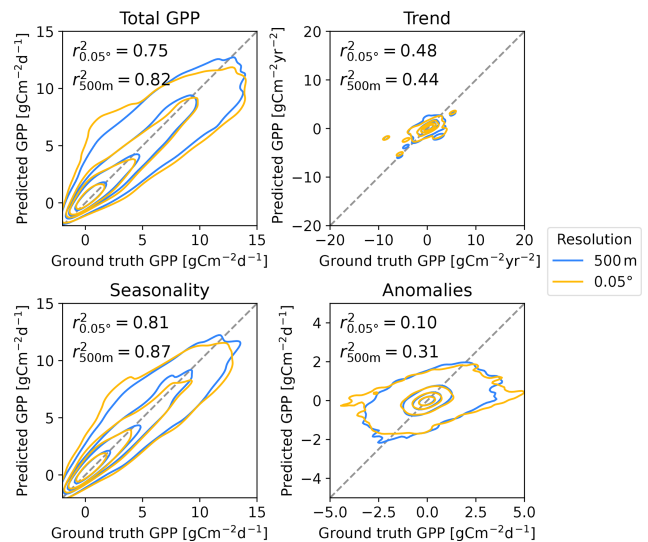 Total GPP
r²₀.₀₅° = 0.75
r²₅₀₀ₘ = 0.82
15
10
5
0
0
5
10
15
Predicted GPP [gCm⁻²d⁻¹]
Ground truth GPP [gCm⁻²d⁻¹]
Trend
r²₀.₀₅° = 0.48
r²₅₀₀ₘ = 0.44
20
10
0
−10
−20
−20
−10
0
10
20
Predicted GPP [gCm⁻²yr⁻¹]
Ground truth GPP [gCm⁻²yr⁻¹]
Resolution
500 m
0.05°
Seasonality
r²₀.₀₅° = 0.81
r²₅₀₀ₘ = 0.87
15
10
5
0
0
5
10
15
Predicted GPP [gCm⁻²d⁻¹]
Ground truth GPP [gCm⁻²d⁻¹]
Anomalies
r²₀.₀₅° = 0.10
r²₅₀₀ₘ = 0.31
4
2
0
−2
−4
−5.0
−2.5
0.0
2.5
5.0
Predicted GPP [gCm⁻²d⁻¹]
Ground truth GPP [gCm⁻²d⁻¹]